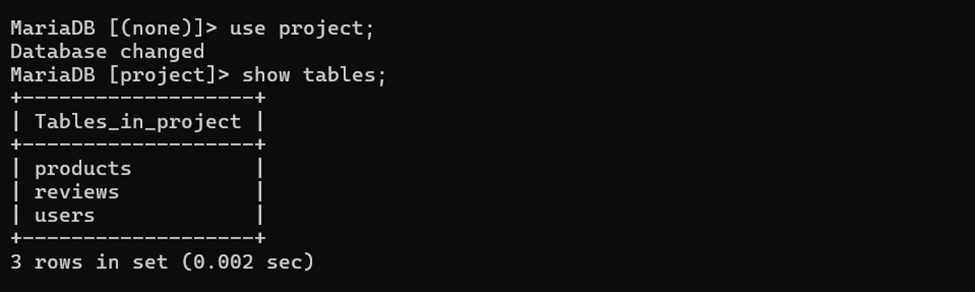 MariaDB [(none)]> use project;
Database changed
MariaDB [project]> show tables;
+-------------------+
| Tables_in_project |
+-------------------+
| products          |
| reviews           |
| users             |
+-------------------+
3 rows in set (0.002 sec)